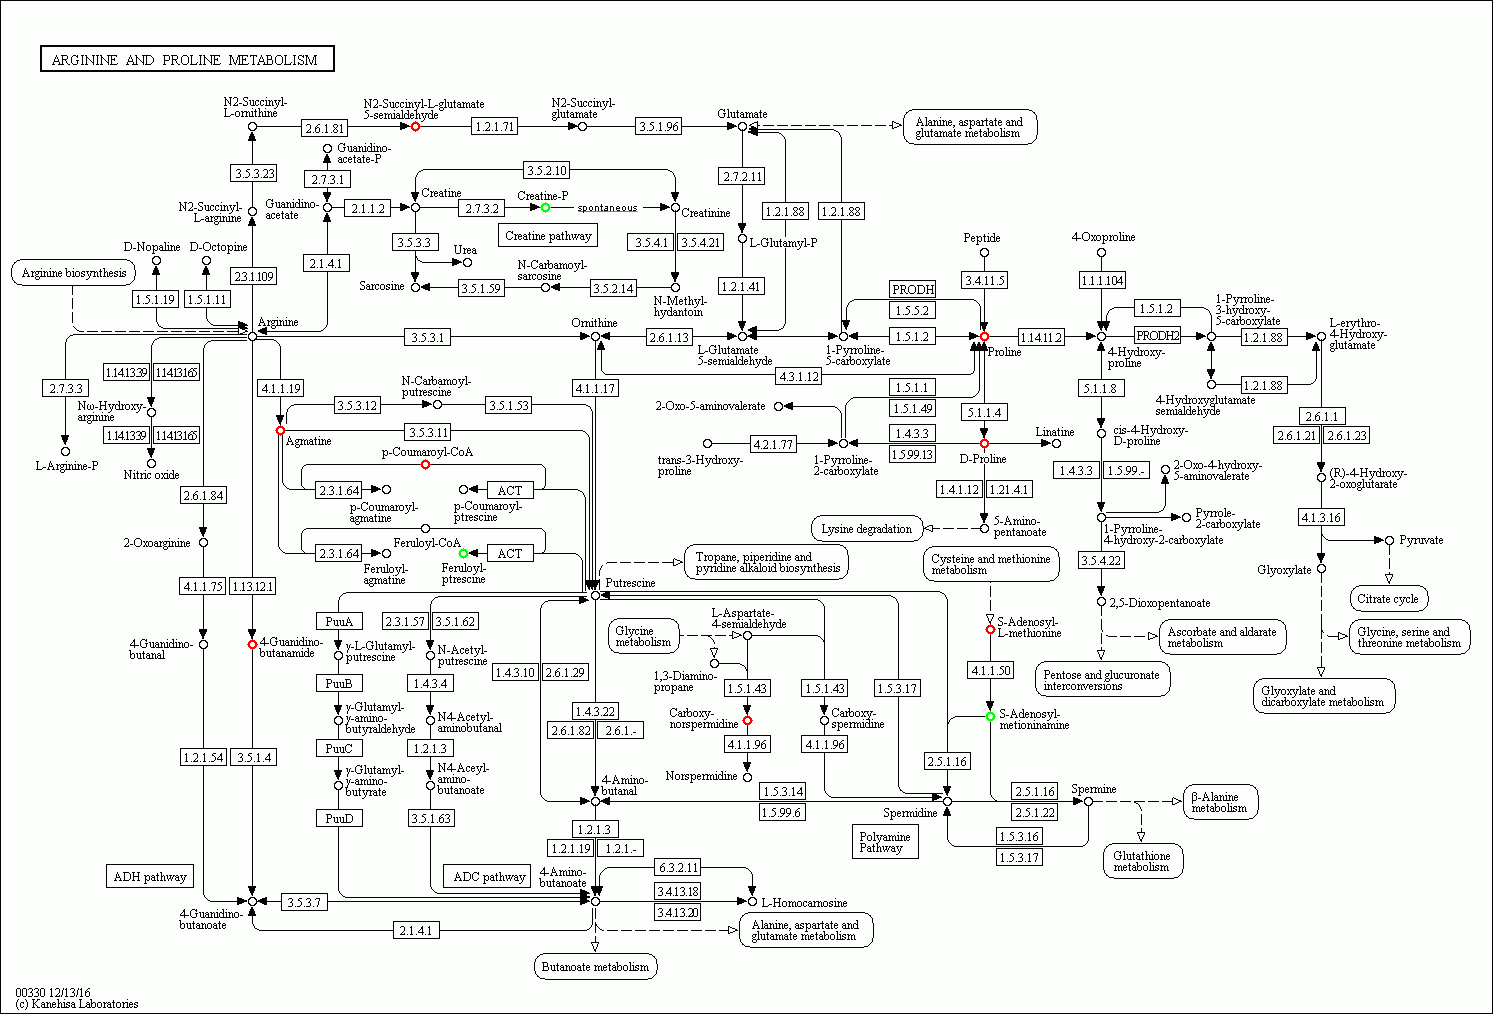 ARGININE AND PROLINE METABOLISM
N2-Succinyl-
L-ornithine
2.6.1.81
N2-Succinyl-L-glutamate
5-semialdehyde
1.2.1.71
N2-Succinyl-
glutamate
3.5.1.96
Glutamate
Alanine, aspartate and
glutamate metabolism
Guanidino-
acetate-P
3.5.3.23
2.7.3.1
3.5.2.10
2.7.2.11
N2-Succinyl-
L-arginine
Guanidino-
acetate
2.1.1.2
Creatine
2.7.3.2
Creatine-P
spontaneous
Creatinine
1.2.1.88
1.2.1.88
Creatine pathway
3.5.3.3
3.5.4.1
3.5.4.21
L-Glutamyl-P
Peptide
4-Oxoproline
D-Nopaline
D-Octopine
Urea
Arginine biosynthesis
2.3.1.109
2.1.4.1
N-Carbamoyl-
sarcosine
3.4.11.5
1.1.1.104
Sarcosine
3.5.1.59
3.5.2.14
N-Methyl-
hydantoin
1.2.1.41
PRODH
1.5.5.2
1.5.1.19
1.5.1.11
1.5.1.2
1-Pyrroline-
3-hydroxy-
5-carboxylate
L-erythro-
4-Hydroxy-
glutamate
Arginine
3.5.3.1
Ornithine
2.6.1.13
L-Glutamate
5-semialdehyde
1-Pyrroline-
5-carboxylate
1.5.1.2
Proline
1.14.11.2
4-Hydroxy-
proline
PRODH2
1.2.1.88
4.3.1.12
1.14.13.39
1.14.13.165
2.7.3.3
4.1.1.19
N-Carbamoyl-
putrescine
4.1.1.17
1.5.1.1
1.5.1.49
5.1.1.8
1.2.1.88
4-Hydroxyglutamate
semialdehyde
Nω-Hydroxy-
arginine
3.5.3.12
3.5.1.53
2-Oxo-5-aminovalerate
5.1.1.4
2.6.1.1
2.6.1.21
2.6.1.23
1.14.13.39
1.14.13.165
Agmatine
3.5.3.11
trans-3-Hydroxy-
proline
4.2.1.77
1-Pyrroline-
2-carboxylate
1.4.3.3
1.5.99.13
D-Proline
Linatine
cis-4-Hydroxy-
D-proline
L-Arginine-P
Nitric oxide
p-Coumaroyl-CoA
1.4.3.3
1.5.99.-
2-Oxo-4-hydroxy-
5-aminovalerate
(R)-4-Hydroxy-
2-oxoglutarate
2.6.1.84
2.3.1.64
ACT
p-Coumaroyl-
agmatine
p-Coumaroyl-
ptrescine
1.4.1.12
1.21.4.1
Lysine degradation
5-Amino-
pentanoate
1-Pyrroline-
4-hydroxy-2-carboxylate
Pyrrole-
2-carboxylate
4.1.3.16
2-Oxoarginine
Feruloyl-CoA
2.3.1.64
ACT
Feruloyl-
agmatine
Feruloyl-
ptrescine
Tropane, piperidine and
pyridine alkaloid biosynthesis
Cysteine and methionine
metabolism
3.5.4.22
Pyruvate
Glyoxylate
4.1.1.75
1.13.12.1
Putrescine
2,5-Dioxopentanoate
Citrate cycle
PuuA
2.3.1.57
3.5.1.62
Glycine
metabolism
L-Aspartate-
4-semialdehyde
S-Adenosyl-
L-methionine
Ascorbate and aldarate
metabolism
Glycine, serine and
threonine metabolism
4-Guanidino-
butanal
4-Guanidino-
butanamide
γ-L-Glutamyl-
putrescine
N-Acetyl-
putrescine
1.4.3.10
2.6.1.29
1,3-Diamino-
propane
4.1.1.50
Pentose and glucuronate
interconversions
Glyoxylate and
dicarboxylate metabolism
PuuB
1.4.3.4
1.5.1.43
1.5.1.43
1.5.3.17
γ-Glutamyl-
γ-amino-
butyraldehyde
N4-Acetyl-
aminobutanal
1.4.3.22
2.6.1.82
2.6.1.-
Carboxy-
norspermidine
Carboxy-
spermidine
S-Adenosyl-
metioninamine
1.2.1.54
3.5.1.4
PuuC
1.2.1.3
4.1.1.96
4.1.1.96
2.5.1.16
γ-Glutamyl-
γ-amino-
butyrate
N4-Aceyl-
amino-
butanoate
4-Amino-
butanal
Norspermidine
1.5.3.14
1.5.99.6
Spermidine
2.5.1.16
2.5.1.22
Spermine
β-Alanine
metabolism
PuuD
3.5.1.63
1.2.1.3
1.2.1.19
1.2.1.-
Polyamine
Pathway
1.5.3.16
1.5.3.17
Glutathione
metabolism
ADH pathway
ADC pathway
4-Amino-
butanoate
6.3.2.11
3.4.13.18
3.4.13.20
L-Homocarnosine
4-Guanidino-
butanoate
3.5.3.7
2.1.4.1
Alanine, aspartate and
glutamate metabolism
Butanoate metabolism
00330 12/13/16
(c) Kanehisa Laboratories